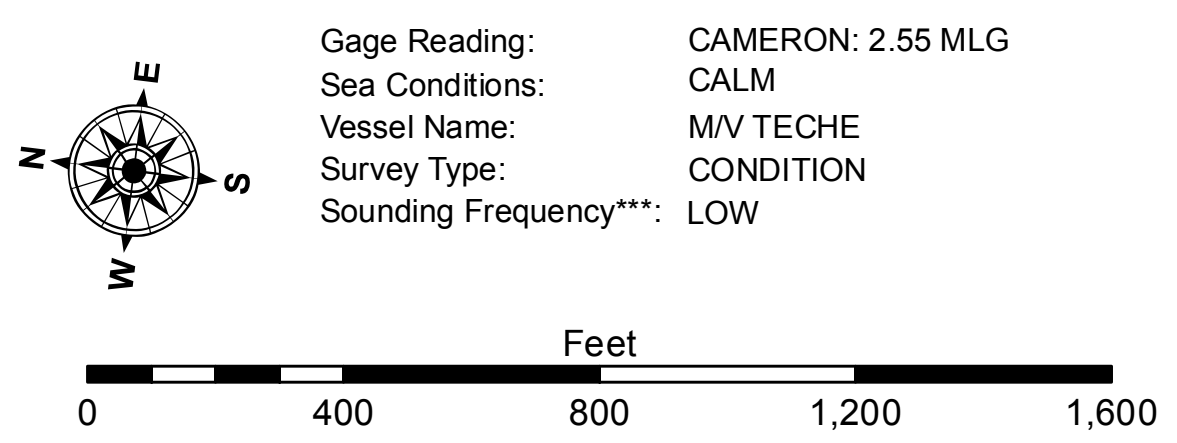 E
N
S
W
Gage Reading: CAMERON: 2.55 MLG
Sea Conditions: CALM
Vessel Name: M/V TECHE
Survey Type: CONDITION
Sounding Frequency***: LOW
Feet
0 400 800 1,200 1,600